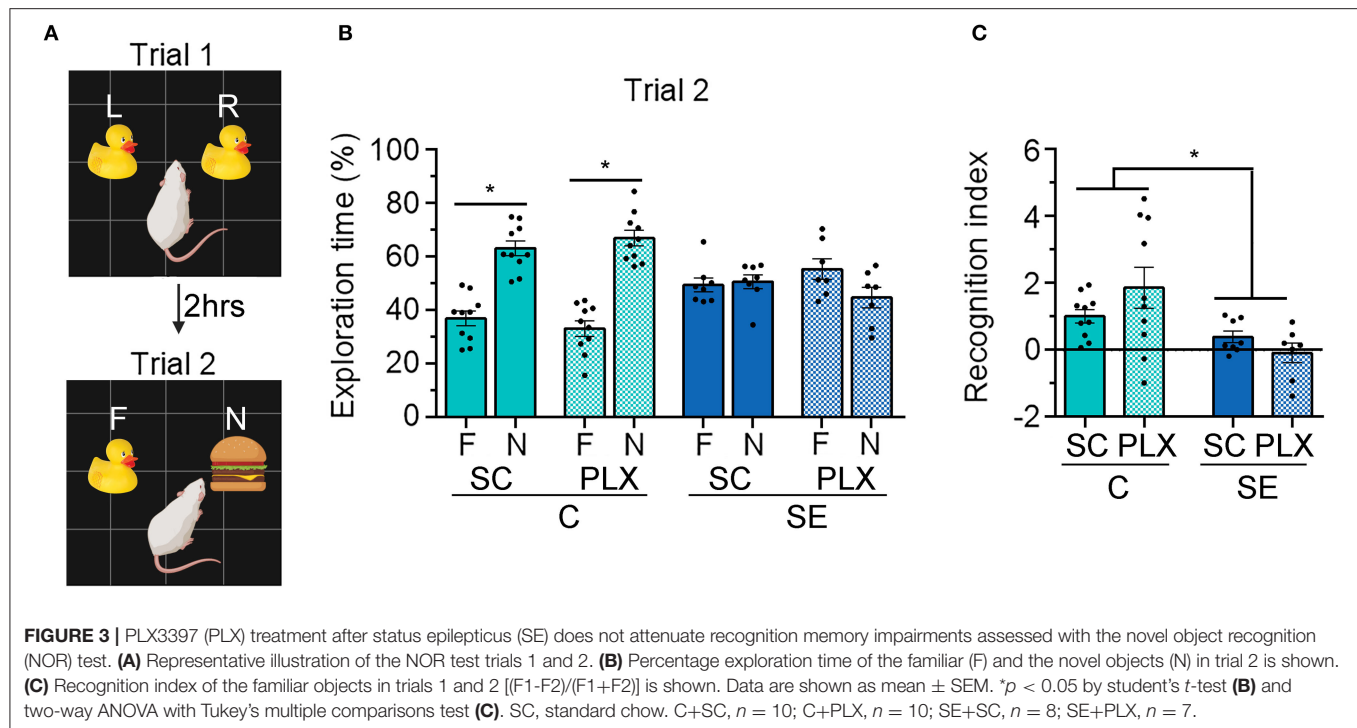 A
Trial 1
L
R
2hrs
Trial 2
F
N
B
Trial 2
Exploration time (%)
100
80
60
40
20
0
*
*
F N F N F N F N
SC PLX SC PLX
C SE
C
Recognition index
6
4
2
0
-2
*
SC PLX SC PLX
C SE
FIGURE 3 | PLX3397 (PLX) treatment after status epilepticus (SE) does not attenuate recognition memory impairments assessed with the novel object recognition
(NOR) test. (A) Representative illustration of the NOR test trials 1 and 2. (B) Percentage exploration time of the familiar (F) and the novel objects (N) in trial 2 is shown.
(C) Recognition index of the familiar objects in trials 1 and 2 [(F1-F2)/(F1+F2)] is shown. Data are shown as mean ± SEM. *p < 0.05 by student's t-test (B) and
two-way ANOVA with Tukey's multiple comparisons test (C). SC, standard chow. C+SC, n = 10; C+PLX, n = 10; SE+SC, n = 8; SE+PLX, n = 7.